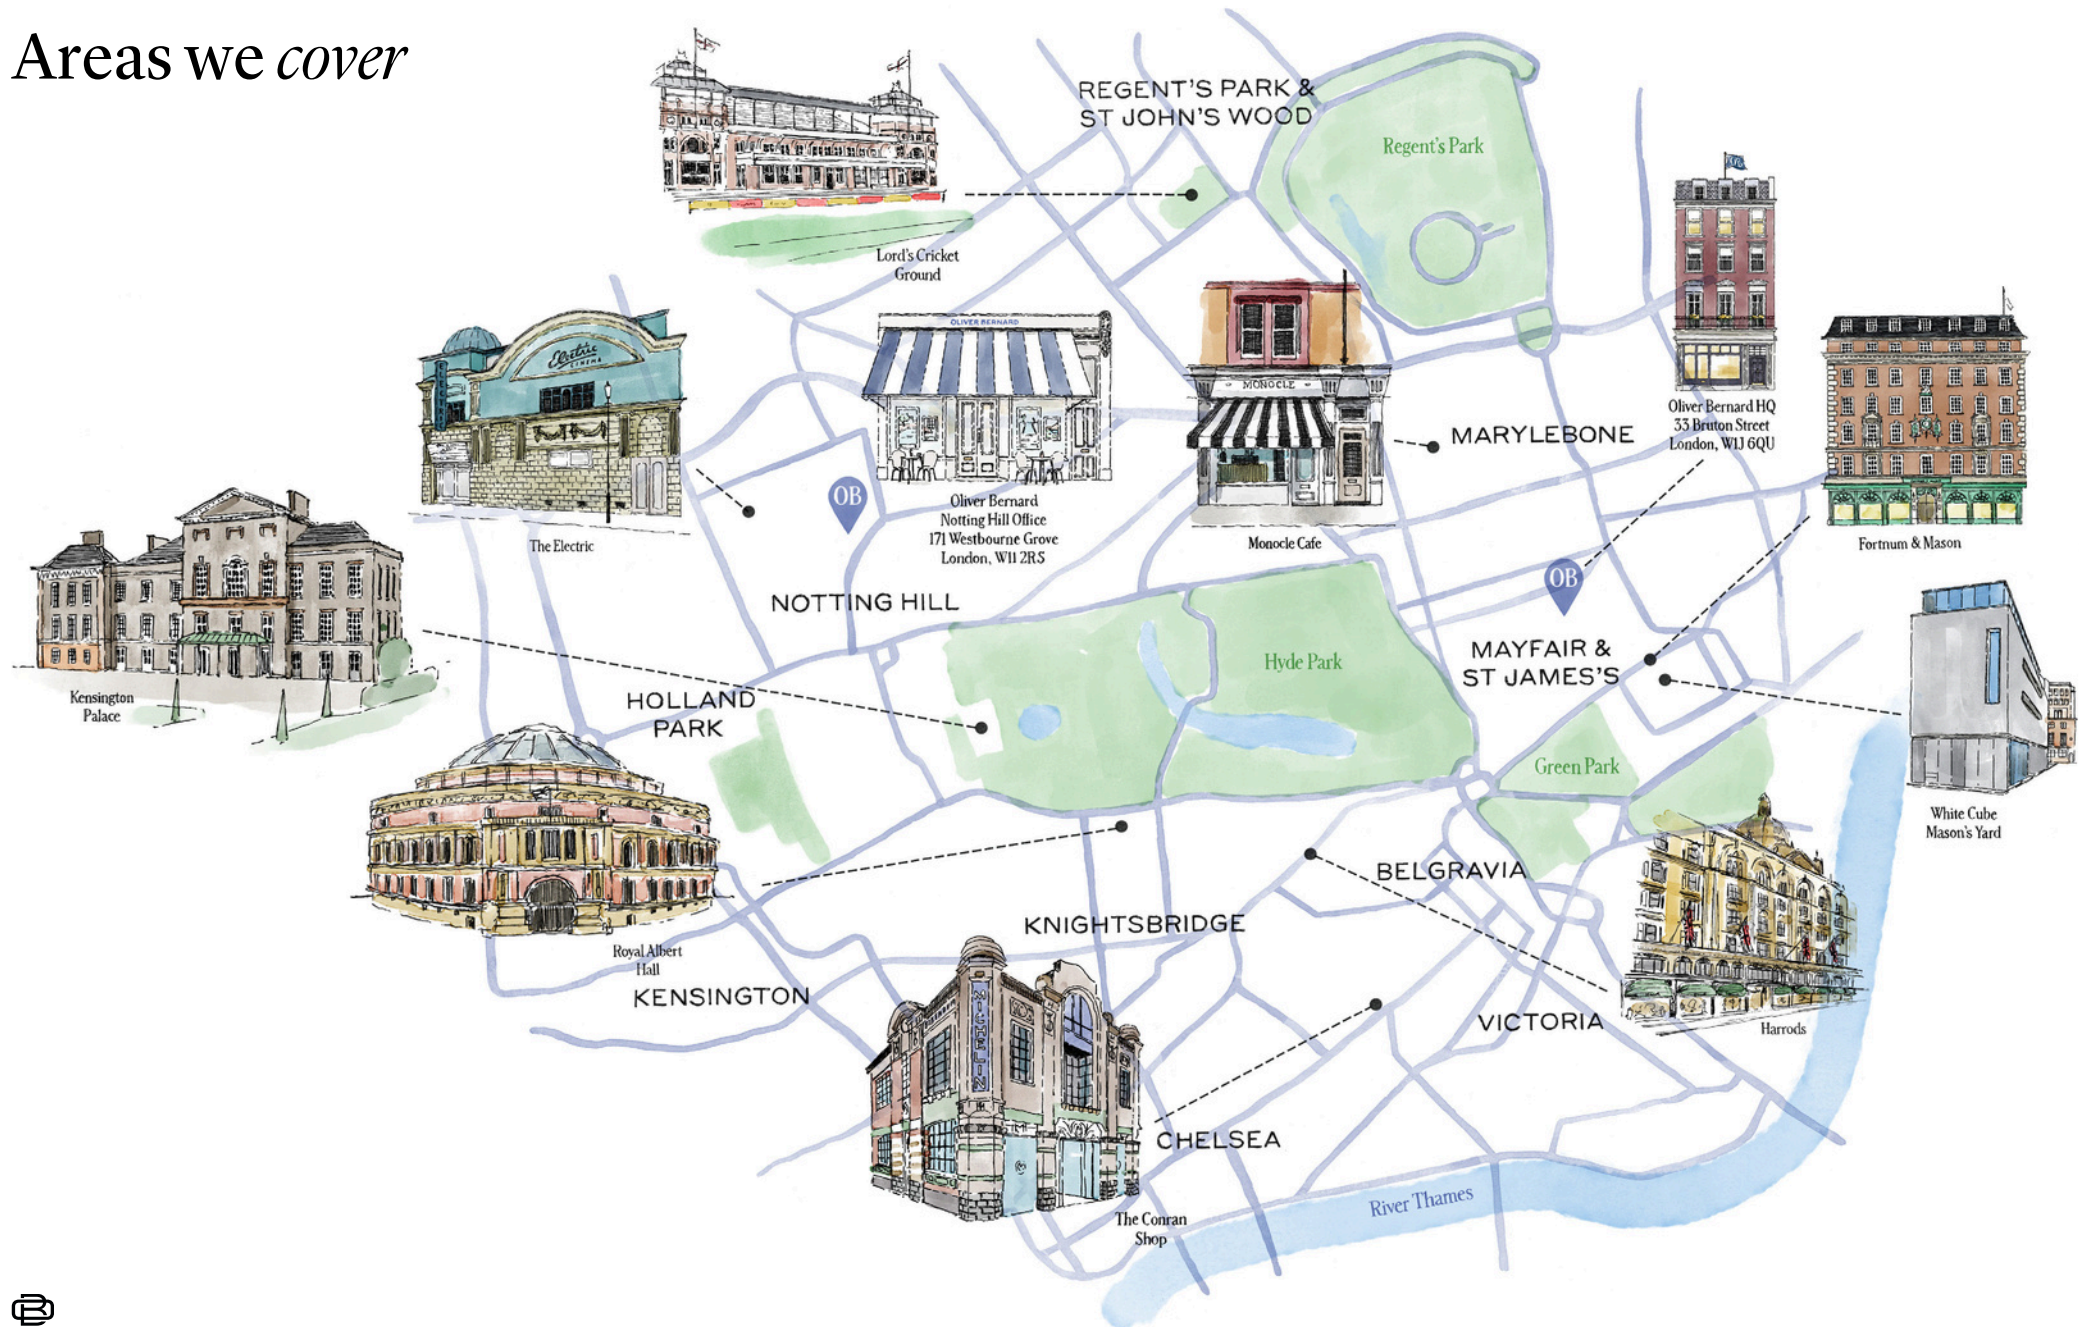 Areas we cover
REGENT'S PARK &
ST JOHN'S WOOD
Regent's Park
Lord's Cricket
Ground
OLIVER BERNARD
Electric
CINEMA
ELECTRIC
MONOCLE
Oliver Bernard HQ
33 Bruton Street
London, W1J 6QU
MARYLEBONE
OB
Oliver Bernard
Notting Hill Office
171 Westbourne Grove
London, W11 2RS
The Electric
Monocle Cafe
Fortnum & Mason
OB
NOTTING HILL
Hyde Park
MAYFAIR &
ST JAMES'S
Kensington
Palace
HOLLAND
PARK
Green Park
White Cube
Mason's Yard
BELGRAVIA
KNIGHTSBRIDGE
Royal Albert
Hall
KENSINGTON
MICHELIN
VICTORIA
Harrods
CHELSEA
River Thames
The Conran
Shop